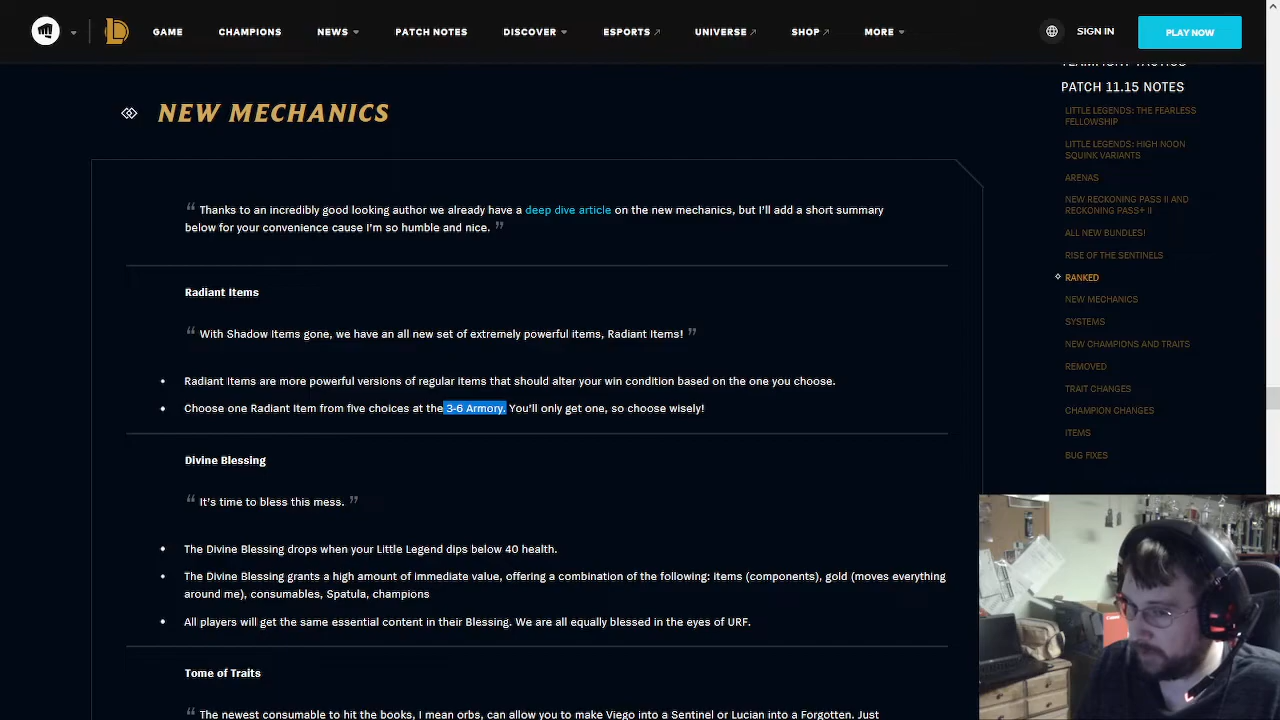 GAME CHAMPIONS NEWS PATCH NOTES DISCOVER ESPORTS UNIVERSE SHOP MORE SIGN IN PLAY NOW
NEW MECHANICS
“ Thanks to an incredibly good looking author we already have a deep dive article on the new mechanics, but I’ll add a short summary
below for your convenience cause I’m so humble and nice. ”
Radiant Items
“ With Shadow Items gone, we have an all new set of extremely powerful items, Radiant Items! ”
• Radiant Items are more powerful versions of regular items that should alter your win condition based on the one you choose.
• Choose one Radiant Item from five choices at the 3-6 Armory. You’ll only get one, so choose wisely!
Divine Blessing
“ It’s time to bless this mess. ”
• The Divine Blessing drops when your Little Legend dips below 40 health.
• The Divine Blessing grants a high amount of immediate value, offering a combination of the following: items (components), gold (moves everything
around me), consumables, Spatula, champions
• All players will get the same essential content in their Blessing. We are all equally blessed in the eyes of URF.
Tome of Traits
“ The newest consumable to hit the books, I mean orbs, can allow you to make Viego into a Sentinel or Lucian into a Forgotten. Just
TEAMFIGHT TACTICS
PATCH 11.15 NOTES
LITTLE LEGENDS: THE FEARLESS
FELLOWSHIP
LITTLE LEGENDS: HIGH NOON
SQUINK VARIANTS
ARENAS
NEW RECKONING PASS II AND
RECKONING PASS+ II
ALL NEW BUNDLES!
RISE OF THE SENTINELS
RANKED
NEW MECHANICS
SYSTEMS
NEW CHAMPIONS AND TRAITS
REMOVED
TRAIT CHANGES
CHAMPION CHANGES
ITEMS
BUG FIXES